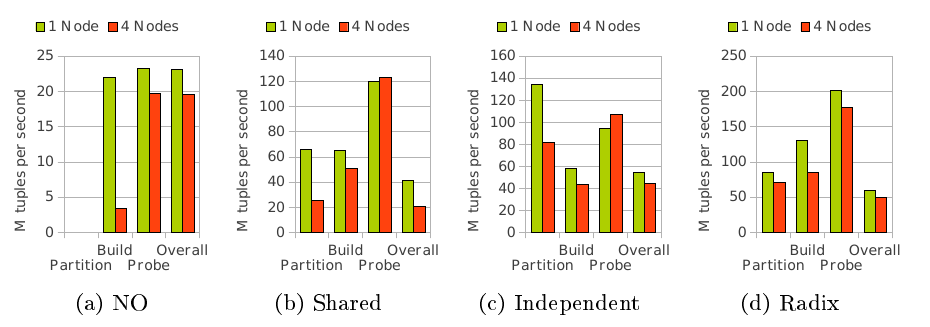 1 Node 4 Nodes
M tuples per second
25
20
15
10
5
0
Build Overall
Partition Probe
(a) NO
1 Node 4 Nodes
M tuples per second
140
120
100
80
60
40
20
0
Build Overall
Partition Probe
(b) Shared
1 Node 4 Nodes
M tuples per second
160
140
120
100
80
60
40
20
0
Build Overall
Partition Probe
(c) Independent
1 Node 4 Nodes
M tuples per second
250
200
150
100
50
0
Build Overall
Partition Probe
(d) Radix